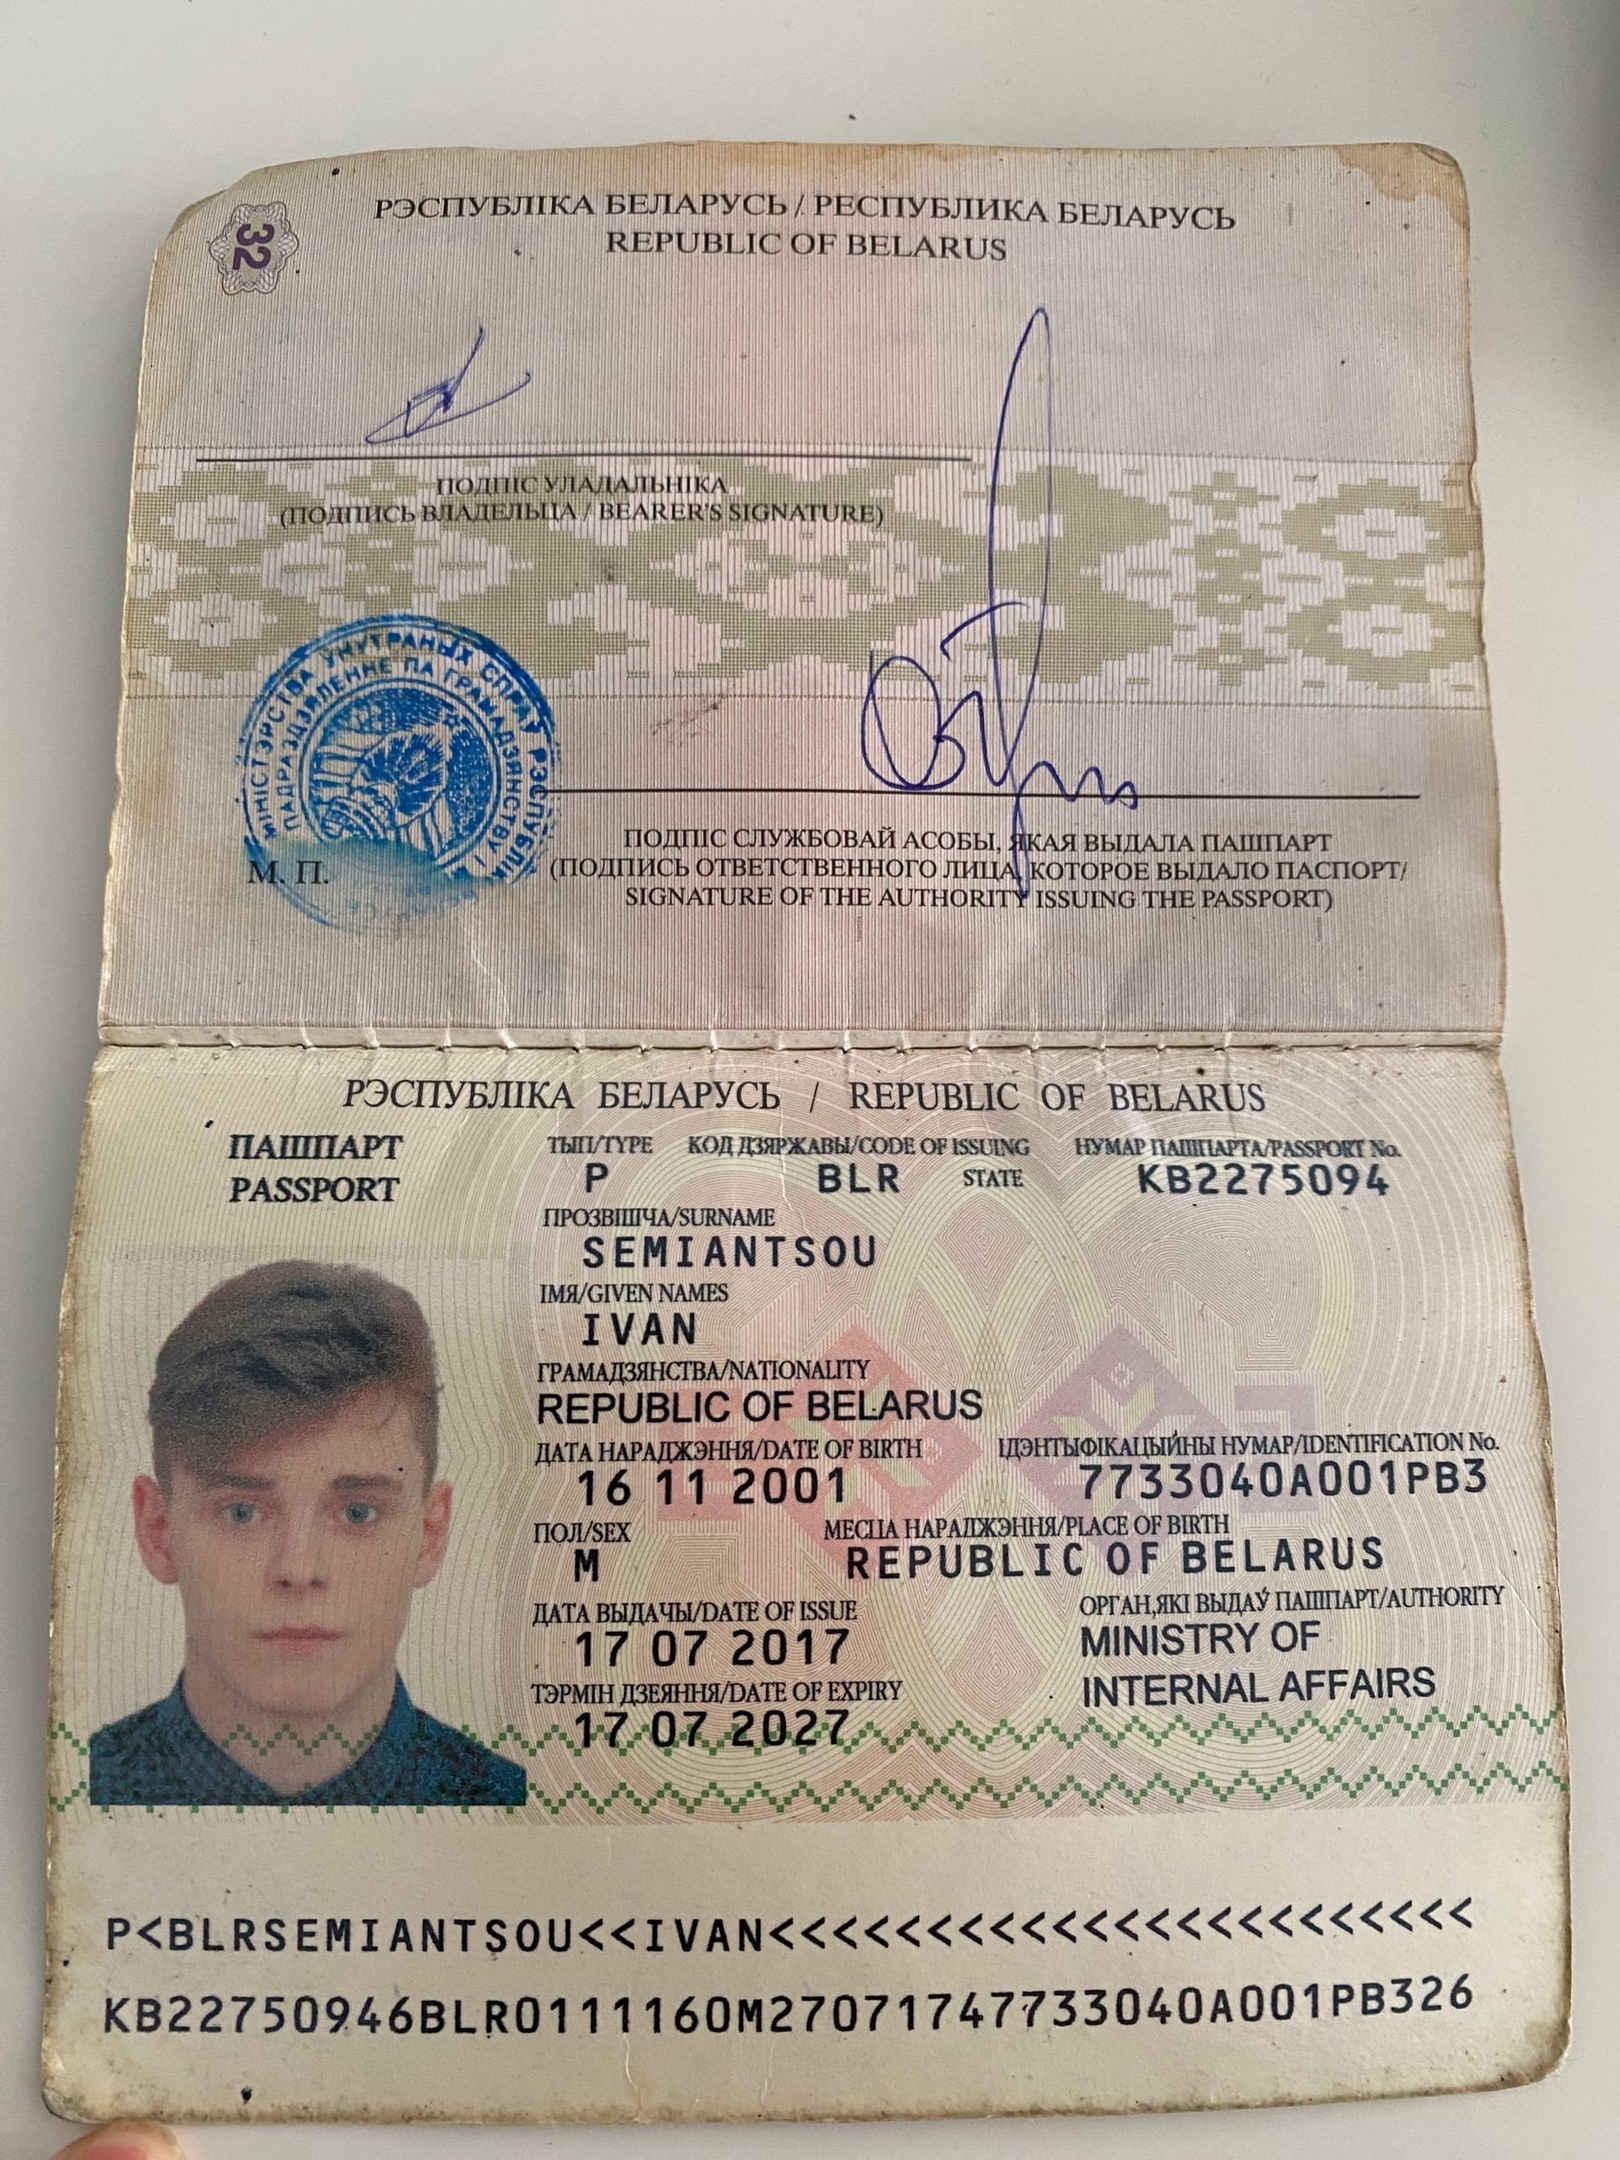 32
РЭСПУБЛІКА БЕЛАРУСЬ / РЕСПУБЛИКА БЕЛАРУСЬ
REPUBLIC OF BELARUS
ПОДПІС УЛАДАЛЬНІКА
(ПОДПИСЬ ВЛАДЕЛЬЦА / BEARER'S SIGNATURE)
МІНІСТЭРСТВА УНУТРАНЫХ СПРАЎ РЭСПУБЛІК
ПАДРАЗДЗЯЛЕННЕ ПА ГРАМАДЗЯНСТВУ І
М. П.
ПОДПІС СЛУЖБОВАЙ АСОБЫ, ЯКАЯ ВЫДАЛА ПАШПАРТ
(ПОДПИСЬ ОТВЕТСТВЕННОГО ЛИЦА, КОТОРОЕ ВЫДАЛО ПАСПОРТ/
SIGNATURE OF THE AUTHORITY ISSUING THE PASSPORT)
РЭСПУБЛІКА БЕЛАРУСЬ / REPUBLIC OF BELARUS
ПАШПАРТ
PASSPORT
ТЫП/TYPE КОД ДЗЯРЖАВЫ/CODE OF ISSUING STATE НУМАР ПАШПАРТА/PASSPORT No.
P BLR KB2275094
ПРОЗВІШЧА/SURNAME
SEMIANTSOU
ІМЯ/GIVEN NAMES
IVAN
ГРАМАДЗЯНСТВА/NATIONALITY
REPUBLIC OF BELARUS
ДАТА НАРАДЖЭННЯ/DATE OF BIRTH ІДЭНТЫФІКАЦЫЙНЫ НУМАР/IDENTIFICATION No.
16 11 2001 7733040A001PB3
ПОЛ/SEX МЕСЦА НАРАДЖЭННЯ/PLACE OF BIRTH
M REPUBLIC OF BELARUS
ДАТА ВЫДАЧЫ/DATE OF ISSUE ОРГАН,ЯКІ ВЫДАЎ ПАШПАРТ/AUTHORITY
17 07 2017 MINISTRY OF
ТЭРМІН ДЗЕЯННЯ/DATE OF EXPIRY INTERNAL AFFAIRS
17 07 2027
P<BLRSEMIANTSOU<<IVAN<<<<<<<<<<<<<<<<<<<<<<<
KB22750946BLR0111160M27071747733040A001PB326